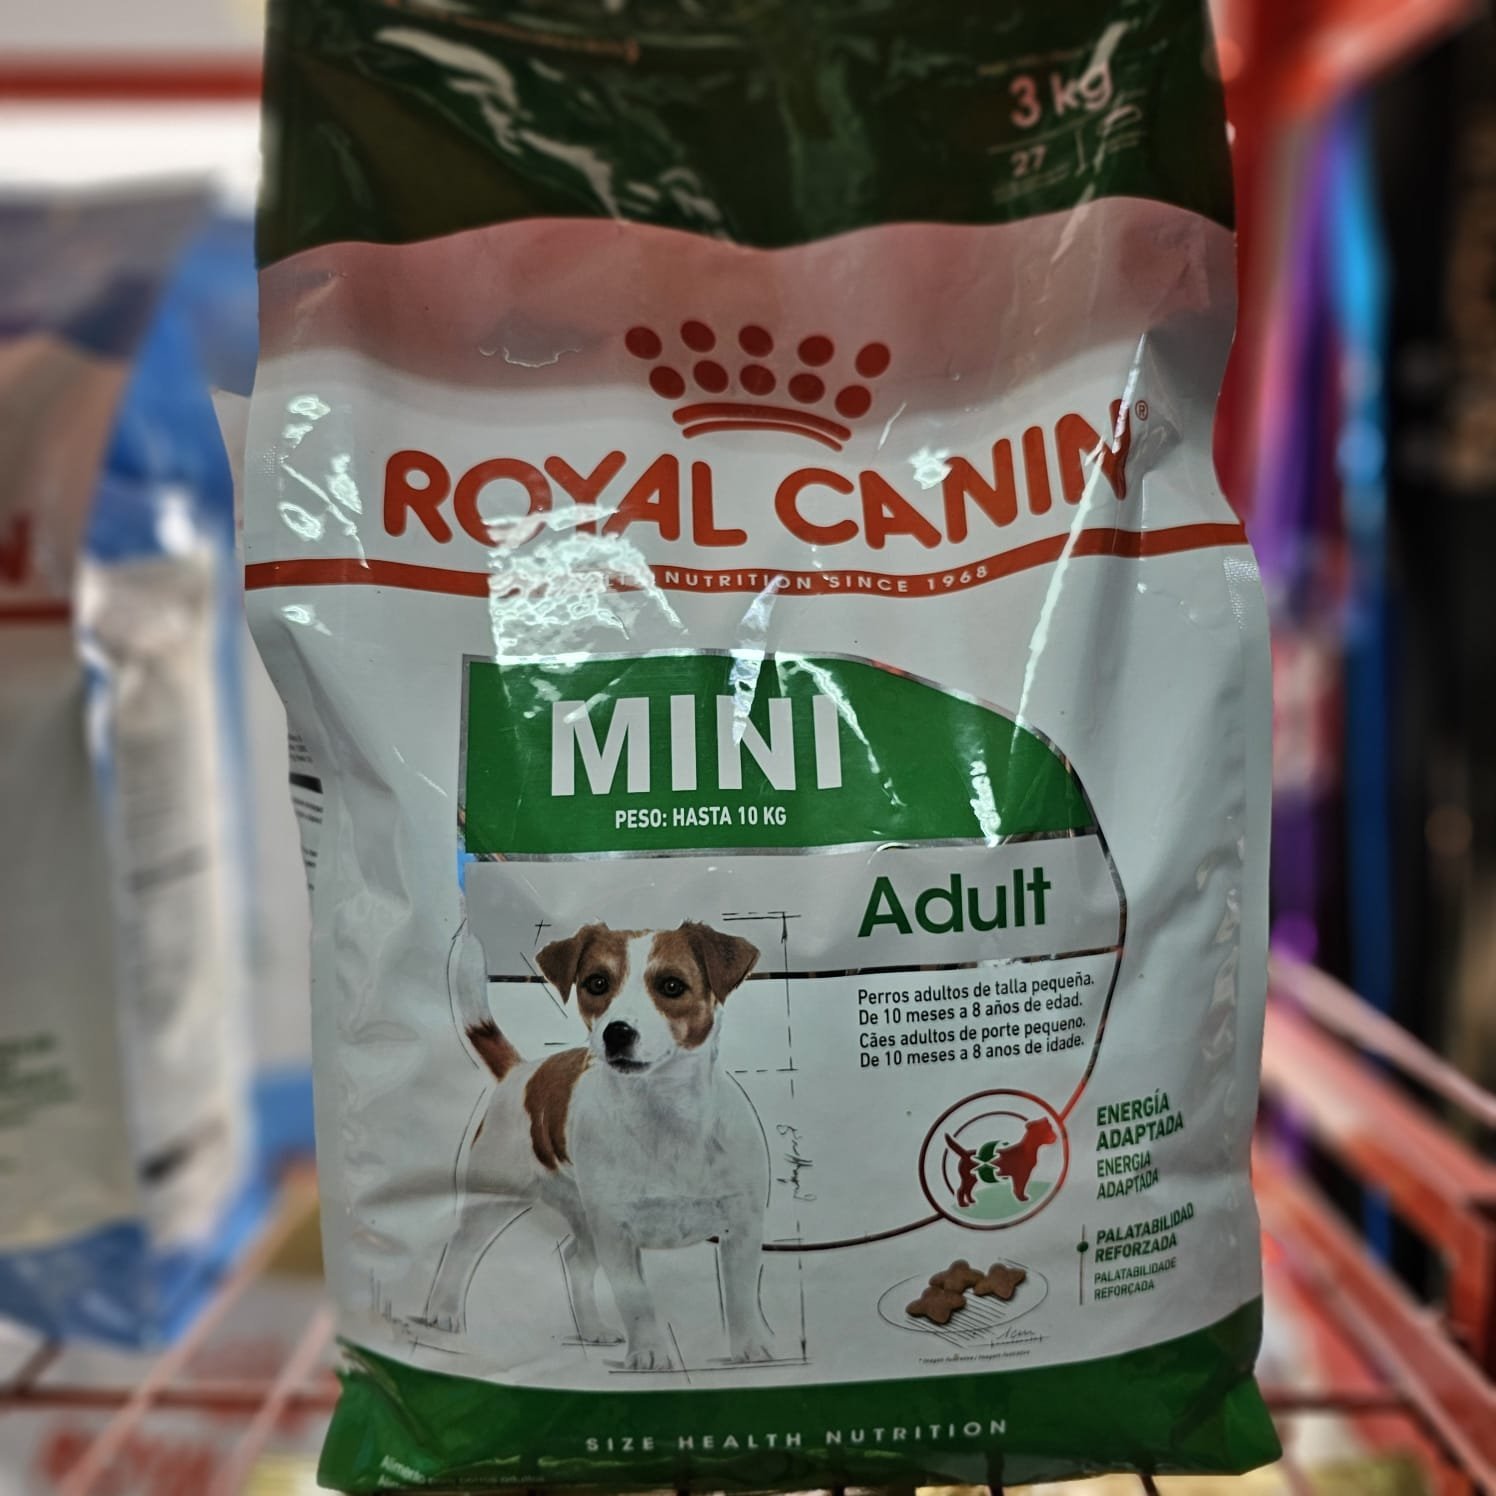 3 kg
27
ROYAL CANIN®
NUTRITION SINCE 1968
MINI
PESO: HASTA 10 KG
Adult
Perros adultos de talla pequeña.
De 10 meses a 8 años de edad.
Cães adultos de porte pequeno.
De 10 meses a 8 anos de idade.
ENERGÍA
ADAPTADA
ENERGIA
ADAPTADA
PALATABILIDAD
REFORZADA
PALATABILIDADE
REFORÇADA
1cm
SIZE HEALTH NUTRITION